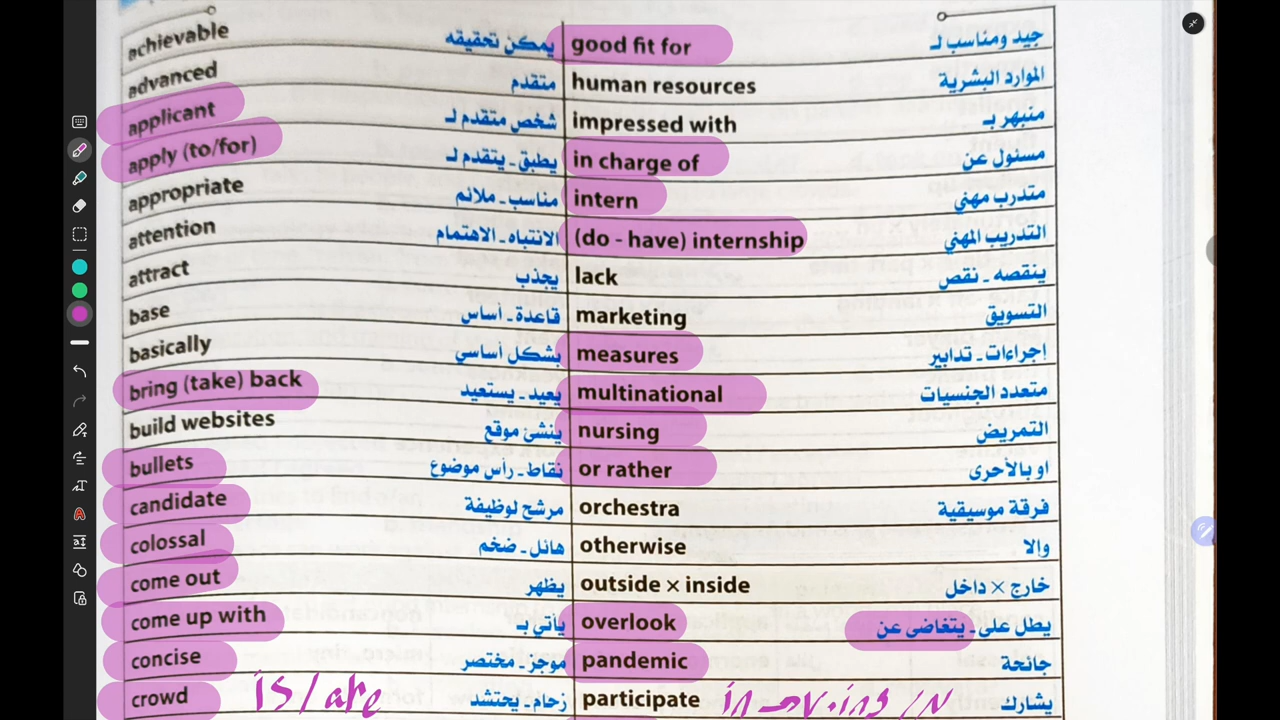 achievable يمكن تحقيقه good fit for جيد ومناسب لـ
advanced متقدم human resources الموارد البشرية
applicant شخص متقدم لـ impressed with منبهر بـ
apply (to/for) يطبق ـ يتقدم لـ in charge of مسئول عن
appropriate مناسب ـ ملائم intern متدرب مهني
attention الانتباه ـ الاهتمام (do - have) internship التدريب المهني
attract يجذب lack ينقصه ـ نقص
base قاعدة ـ أساس marketing التسويق
basically بشكل أساسي measures إجراءات ـ تدابير
bring (take) back يعيد ـ يستعيد multinational متعدد الجنسيات
build websites ينشئ موقع nursing التمريض
bullets نقاط ـ رأس موضوع or rather او بالأحرى
candidate مرشح لوظيفة orchestra فرقة موسيقية
colossal هائل ـ ضخم otherwise وإلا
come out يظهر outside × inside خارج × داخل
come up with يأتي بـ overlook يطل على ـ يتغاضى عن
concise موجز ـ مختصر pandemic جائحة
crowd is/are زحام ـ يحتشد participate in يشارك